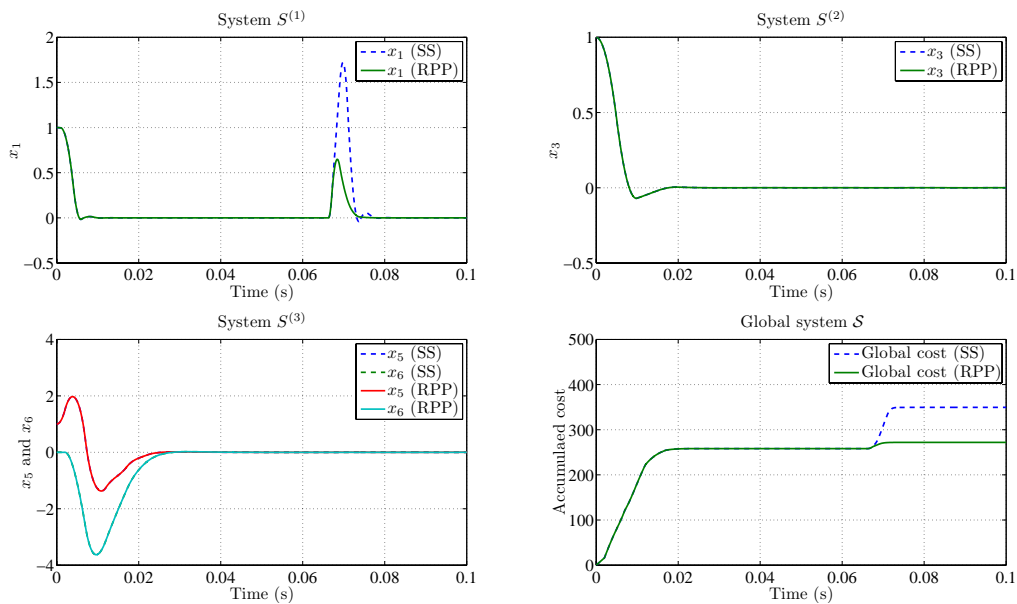 System S^(1)
2
1.5
1
0.5
0
−0.5
x_1
0
0.02
0.04
0.06
0.08
0.1
Time (s)
x_1 (SS)
x_1 (RPP)
System S^(2)
1
0.5
0
−0.5
x_3
0
0.02
0.04
0.06
0.08
0.1
Time (s)
x_3 (SS)
x_3 (RPP)
System S^(3)
4
2
0
−2
−4
x_5 and x_6
0
0.02
0.04
0.06
0.08
0.1
Time (s)
x_5 (SS)
x_6 (SS)
x_5 (RPP)
x_6 (RPP)
Global system S
500
400
300
200
100
0
Accumulaed cost
0
0.02
0.04
0.06
0.08
0.1
Time (s)
Global cost (SS)
Global cost (RPP)